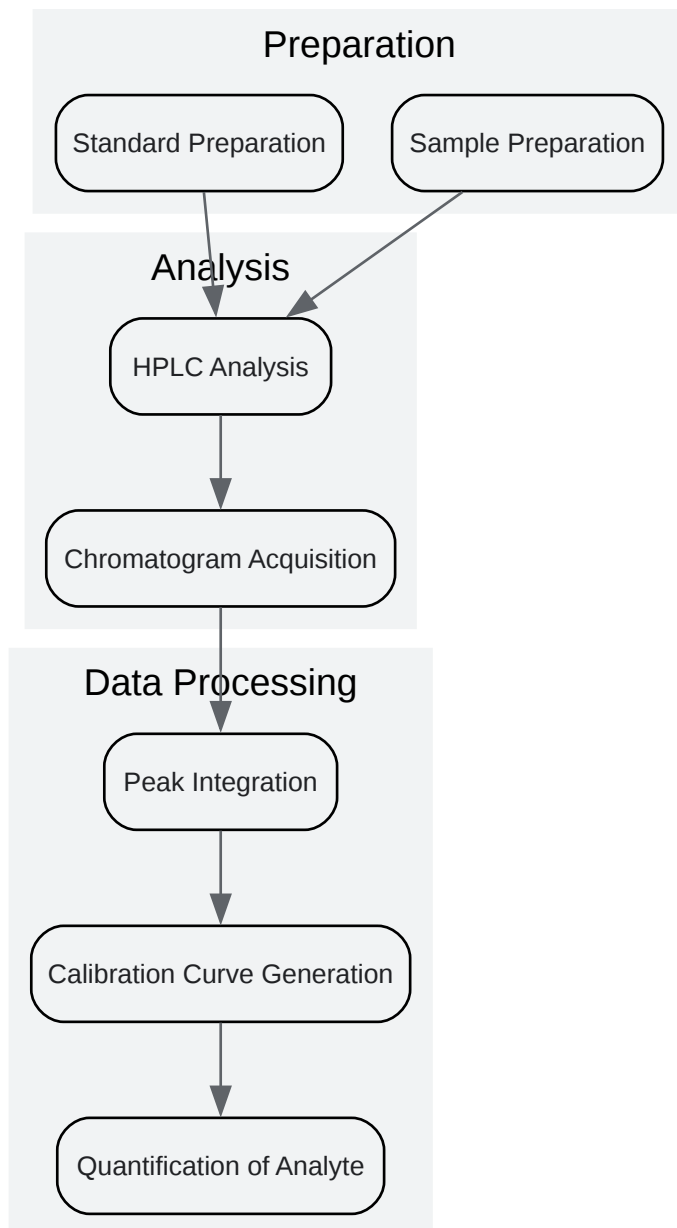 Preparation
Standard Preparation
Sample Preparation
Analysis
HPLC Analysis
Chromatogram Acquisition
Data Processing
Peak Integration
Calibration Curve Generation
Quantification of Analyte